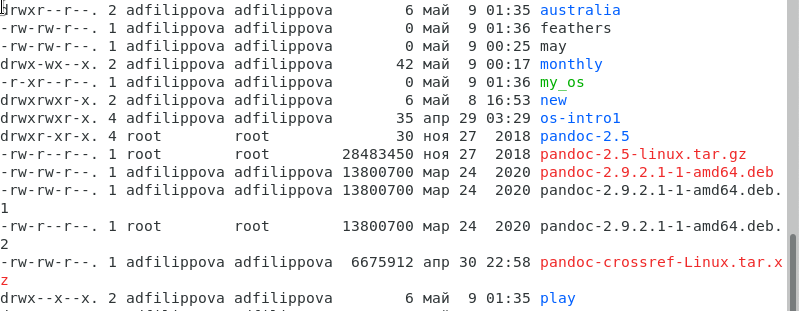 drwxr--r--. 2 adfilippova adfilippova        6 май  9 01:35 australia
-rw-rw-r--. 1 adfilippova adfilippova        0 май  9 01:36 feathers
-rw-rw-r--. 1 adfilippova adfilippova        0 май  9 00:25 may
drwx-wx--x. 2 adfilippova adfilippova       42 май  9 00:17 monthly
-r-xr--r--. 1 adfilippova adfilippova        0 май  9 01:36 my_os
drwxrwxr-x. 2 adfilippova adfilippova        6 май  8 16:53 new
drwxrwxr-x. 4 adfilippova adfilippova       35 апр 29 03:29 os-intro1
drwxr-xr-x. 4 root        root              30 ноя 27  2018 pandoc-2.5
-rw-r--r--. 1 root        root        28483450 ноя 27  2018 pandoc-2.5-linux.tar.gz
-rw-rw-r--. 1 adfilippova adfilippova 13800700 мар 24  2020 pandoc-2.9.2.1-1-amd64.deb
-rw-rw-r--. 1 adfilippova adfilippova 13800700 мар 24  2020 pandoc-2.9.2.1-1-amd64.deb.
1
-rw-r--r--. 1 root        root        13800700 мар 24  2020 pandoc-2.9.2.1-1-amd64.deb.
2
-rw-rw-r--. 1 adfilippova adfilippova  6675912 апр 30 22:58 pandoc-crossref-Linux.tar.x
z
drwx--x--x. 2 adfilippova adfilippova        6 май  9 01:35 play